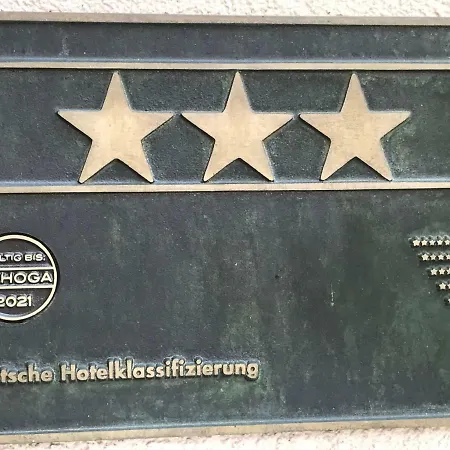 LTIG BIS:
HOGA
2021
tsche Hotelklassifizierung